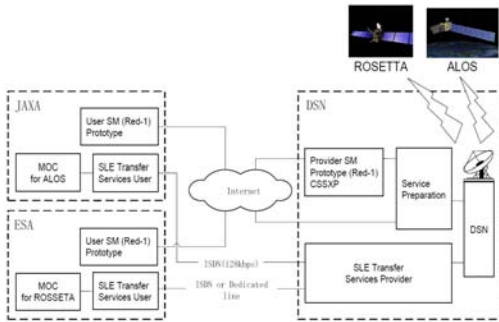 ROSETTA
ALOS
JAXA
User SM (Red-1)
Prototype
MOC
for ALOS
SLE Transfer
Services User
ESA
User SM (Red-1)
Prototype
MOC
for ROSSETA
SLE Transfer
Services User
Internet
ISDN(128kbps)
ISDN or Dedicated
line
DSN
Provider SM
Prototype (Red-1)
CSSXP
Service
Preparation
DSN
SLE Transfer
Services Provider